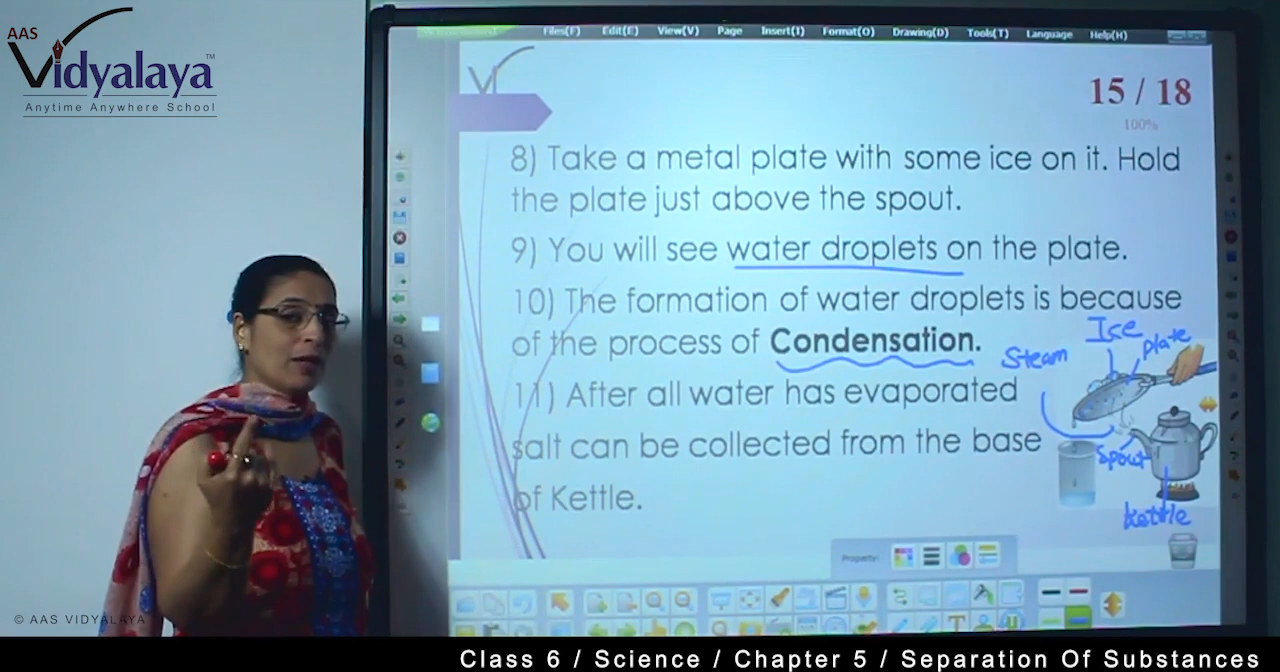 AAS
Vidyalaya™
Anytime Anywhere School
Files(F) Edit(E) View(V) Page Insert(I) Format(O) Drawing(D) Tools(T) Language Help(H)
15 / 18
100%
8) Take a metal plate with some ice on it. Hold
the plate just above the spout.
9) You will see water droplets on the plate.
10) The formation of water droplets is because
of the process of Condensation.
11) After all water has evaporated
salt can be collected from the base
of Kettle.
Ice
plate
Steam
Spout
kettle
Property:
© AAS VIDYALAYA
Class 6 / Science / Chapter 5 / Separation Of Substances